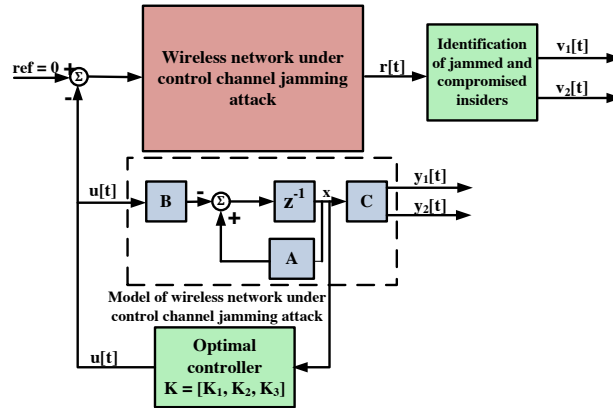 ref = 0
+
Σ
-
Wireless network under
control channel jamming
attack
r[t]
Identification
of jammed and
compromised
insiders
v₁[t]
v₂[t]
u[t]
B
-
Σ
+
z⁻¹
x
C
y₁[t]
y₂[t]
A
Model of wireless network under
control channel jamming attack
u[t]
Optimal
controller
K = [K₁, K₂, K₃]